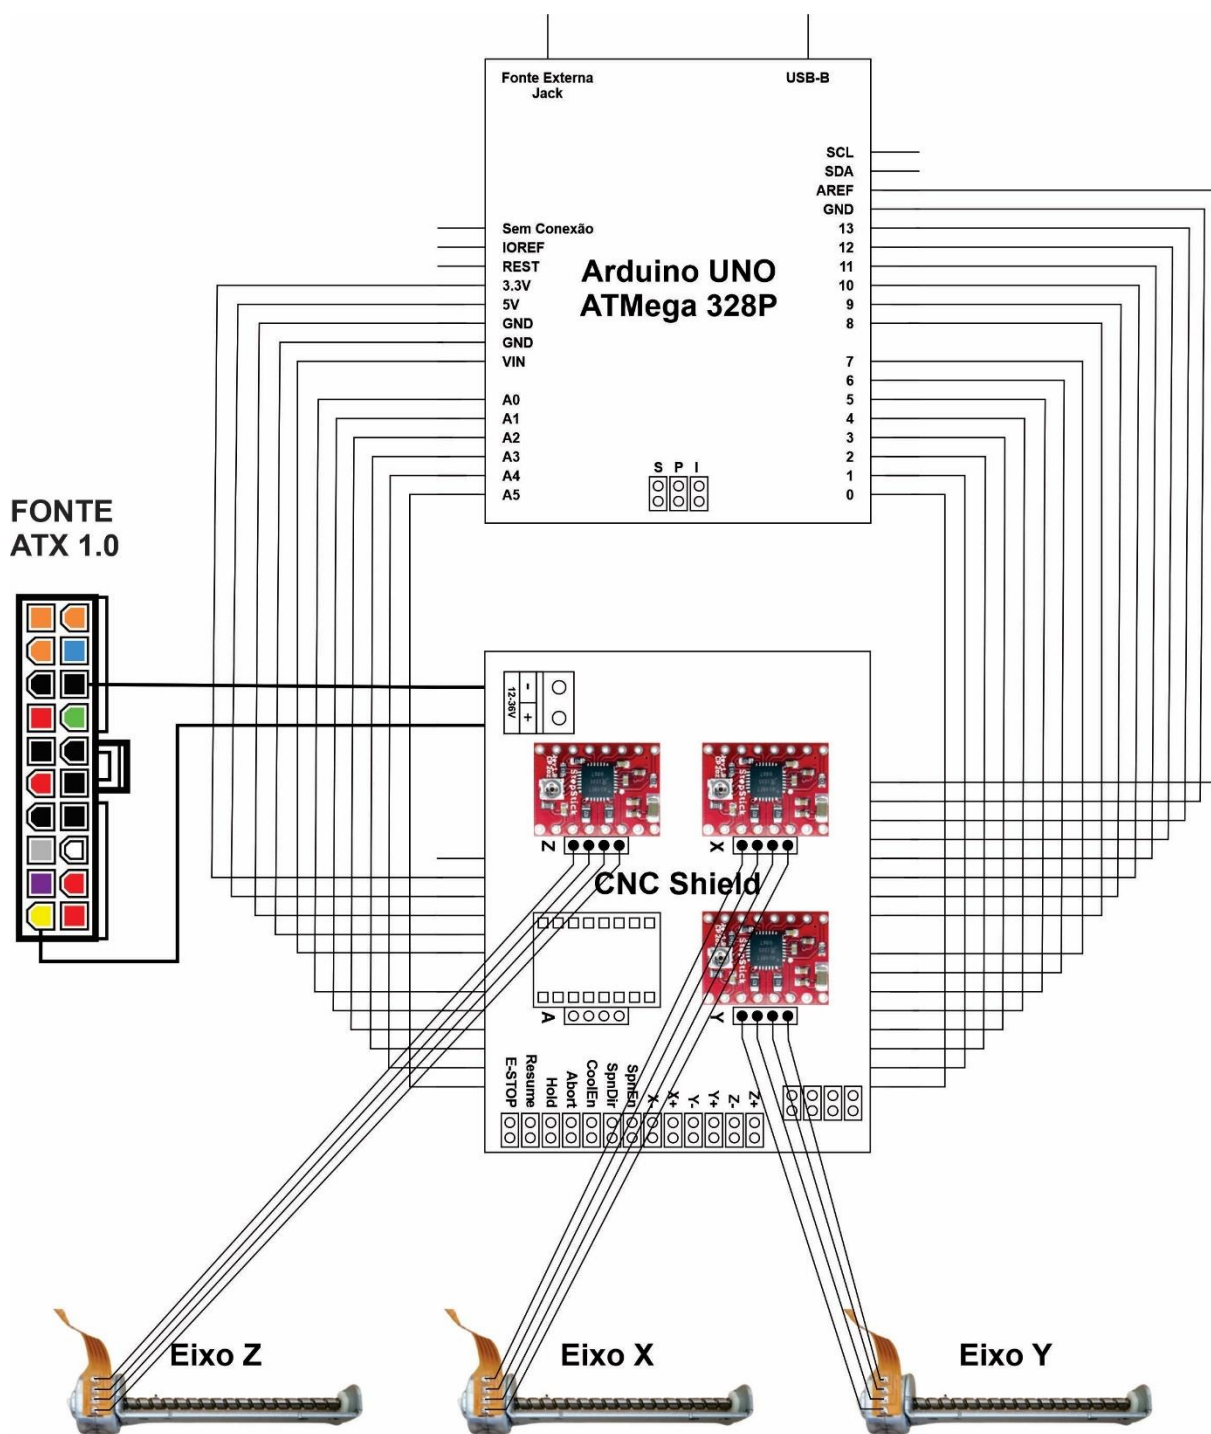 Fonte Externa
Jack
USB-B
SCL
SDA
AREF
GND
13
12
11
10
9
8
7
6
5
4
3
2
1
0
Sem Conexão
IOREF
REST
3.3V
5V
GND
GND
VIN
A0
A1
A2
A3
A4
A5
Arduino UNO
ATMega 328P
S P I
FONTE
ATX 1.0
12-36V
-
+
Z
X
StepStick
StepStick
CNC Shield
A
Y
StepStick
E-STOP
Resume
Hold
Abort
CoolEn
SpnDir
SpnEn
X-
X+
Y-
Y+
Z-
Z+
Eixo Z
Eixo X
Eixo Y